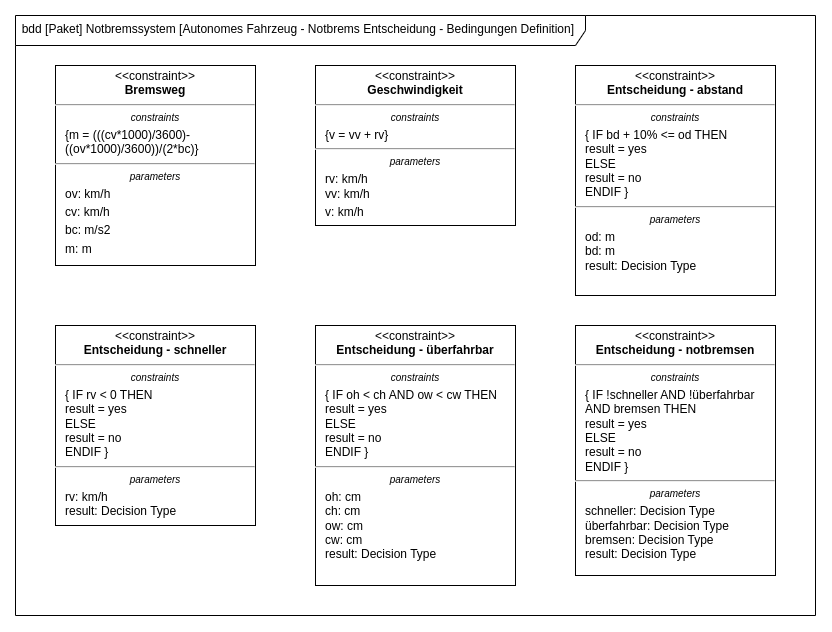 bdd [Paket] Notbremssystem [Autonomes Fahrzeug - Notbrems Entscheidung - Bedingungen Definition]
<<constraint>>
Bremsweg
constraints
{m = (((cv*1000)/3600)-
((ov*1000)/3600))/(2*bc)}
parameters
ov: km/h
cv: km/h
bc: m/s2
m: m
<<constraint>>
Geschwindigkeit
constraints
{v = vv + rv}
parameters
rv: km/h
vv: km/h
v: km/h
<<constraint>>
Entscheidung - abstand
constraints
{ IF bd + 10% <= od THEN
result = yes
ELSE
result = no
ENDIF }
parameters
od: m
bd: m
result: Decision Type
<<constraint>>
Entscheidung - schneller
constraints
{ IF rv < 0 THEN
result = yes
ELSE
result = no
ENDIF }
parameters
rv: km/h
result: Decision Type
<<constraint>>
Entscheidung - überfahrbar
constraints
{ IF oh < ch AND ow < cw THEN
result = yes
ELSE
result = no
ENDIF }
parameters
oh: cm
ch: cm
ow: cm
cw: cm
result: Decision Type
<<constraint>>
Entscheidung - notbremsen
constraints
{ IF !schneller AND !überfahrbar
AND bremsen THEN
result = yes
ELSE
result = no
ENDIF }
parameters
schneller: Decision Type
überfahrbar: Decision Type
bremsen: Decision Type
result: Decision Type